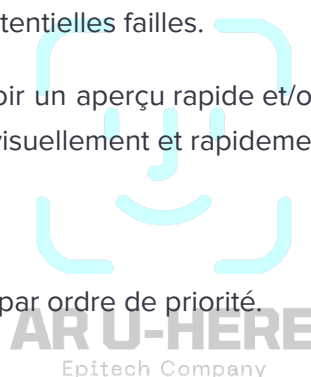 tentielles failles.
oir un aperçu rapide et/o
visuellement et rapideme
par ordre de priorité.
AR U-HERE
Epitech Company